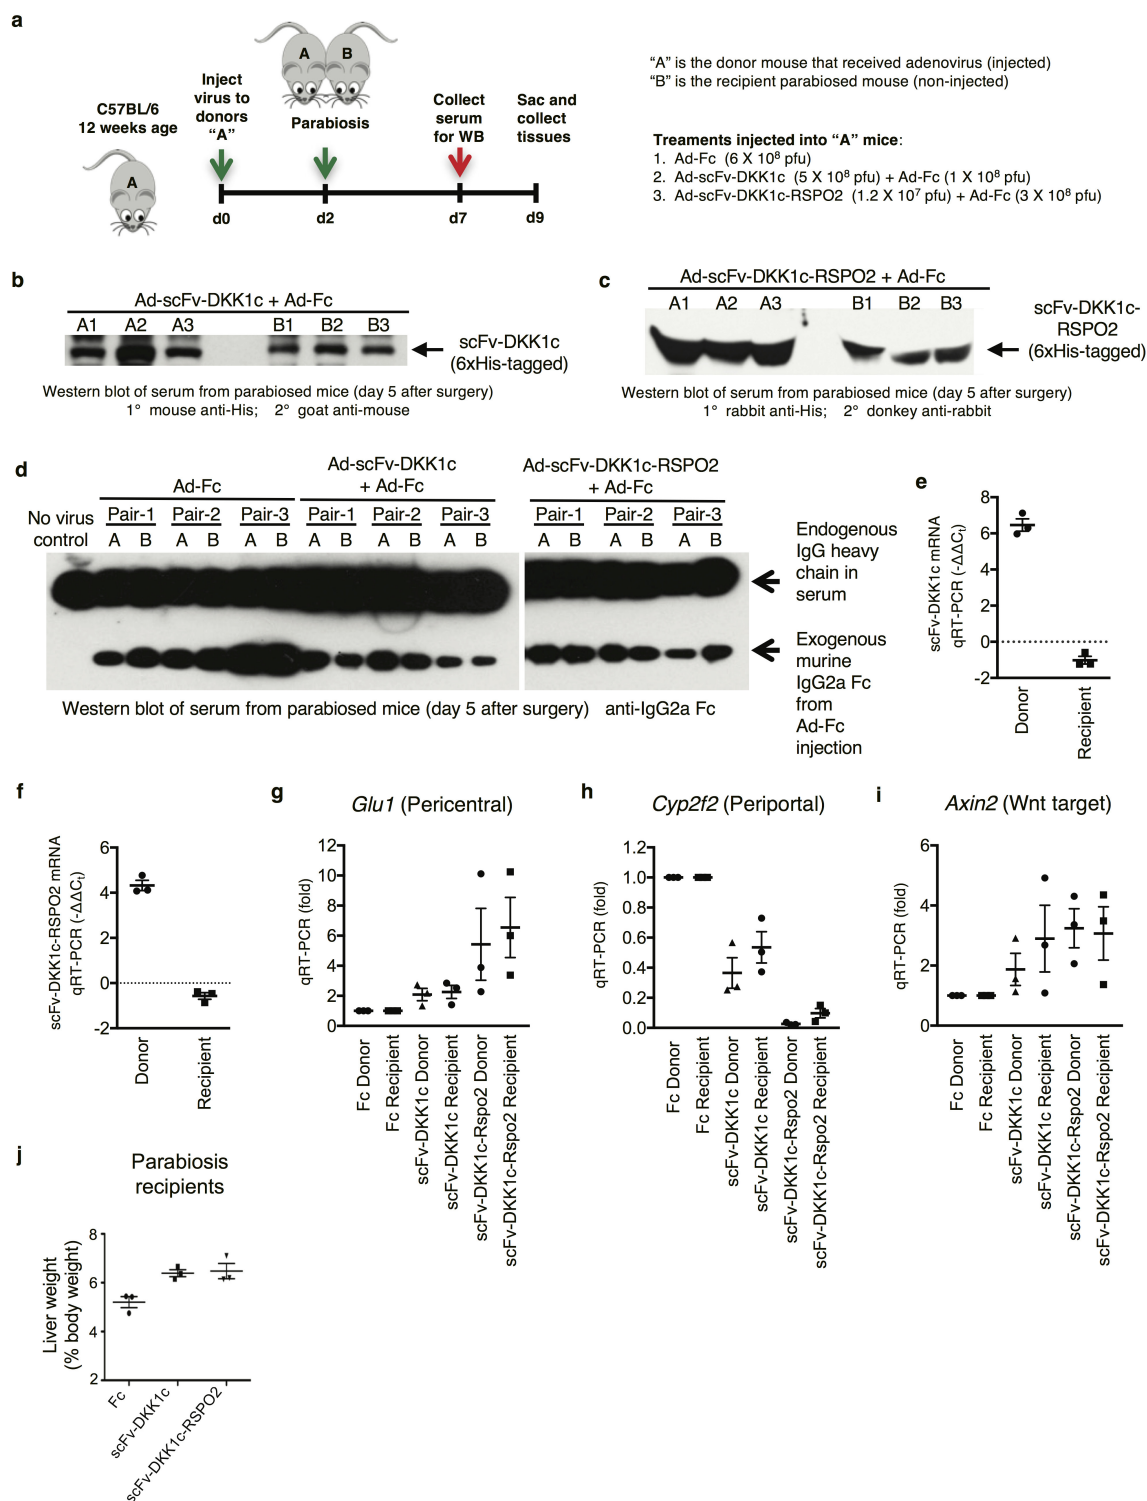 a
C57BL/6
12 weeks age
A
Inject
virus to
donors
“A”
A B
Parabiosis
Collect
serum
for WB
Sac and
collect
tissues
d0 d2 d7 d9
“A” is the donor mouse that received adenovirus (injected)
“B” is the recipient parabiosed mouse (non-injected)
Treaments injected into “A” mice:
1. Ad-Fc (6 X 10⁸ pfu)
2. Ad-scFv-DKK1c (5 X 10⁸ pfu) + Ad-Fc (1 X 10⁸ pfu)
3. Ad-scFv-DKK1c-RSPO2 (1.2 X 10⁷ pfu) + Ad-Fc (3 X 10⁸ pfu)
b
Ad-scFv-DKK1c + Ad-Fc
A1 A2 A3 B1 B2 B3
scFv-DKK1c
(6xHis-tagged)
Western blot of serum from parabiosed mice (day 5 after surgery)
1° mouse anti-His; 2° goat anti-mouse
c
Ad-scFv-DKK1c-RSPO2 + Ad-Fc
A1 A2 A3 B1 B2 B3
scFv-DKK1c-
RSPO2
(6xHis-tagged)
Western blot of serum from parabiosed mice (day 5 after surgery)
1° rabbit anti-His; 2° donkey anti-rabbit
d
Ad-Fc
Ad-scFv-DKK1c
+ Ad-Fc
Ad-scFv-DKK1c-RSPO2
+ Ad-Fc
No virus
control
Pair-1 Pair-2 Pair-3 Pair-1 Pair-2 Pair-3 Pair-1 Pair-2 Pair-3
A B A B A B A B A B A B A B A B A B
Endogenous
IgG heavy
chain in
serum
Exogenous
murine
IgG2a Fc
from
Ad-Fc
injection
Western blot of serum from parabiosed mice (day 5 after surgery) anti-IgG2a Fc
e
scFv-DKK1c mRNA
qRT-PCR (-ΔΔCt)
8
6
4
2
0
-2
Donor
Recipient
f
scFv-DKK1c-RSPO2 mRNA
qRT-PCR (-ΔΔCt)
6
4
2
0
-2
Donor
Recipient
g
Glu1 (Pericentral)
qRT-PCR (fold)
12
10
8
6
4
2
0
Fc Donor
Fc Recipient
scFv-DKK1c Donor
scFv-DKK1c Recipient
scFv-DKK1c-Rspo2 Donor
scFv-DKK1c-Rspo2 Recipient
h
Cyp2f2 (Periportal)
qRT-PCR (fold)
1.2
1.0
0.8
0.6
0.4
0.2
0.0
Fc Donor
Fc Recipient
scFv-DKK1c Donor
scFv-DKK1c Recipient
scFv-DKK1c-Rspo2 Donor
scFv-DKK1c-Rspo2 Recipient
i
Axin2 (Wnt target)
qRT-PCR (fold)
6
4
2
0
Fc Donor
Fc Recipient
scFv-DKK1c Donor
scFv-DKK1c Recipient
scFv-DKK1c-Rspo2 Donor
scFv-DKK1c-Rspo2 Recipient
j
Parabiosis
recipients
Liver weight
(% body weight)
8
6
4
2
Fc
scFv-DKK1c
scFv-DKK1c-RSPO2